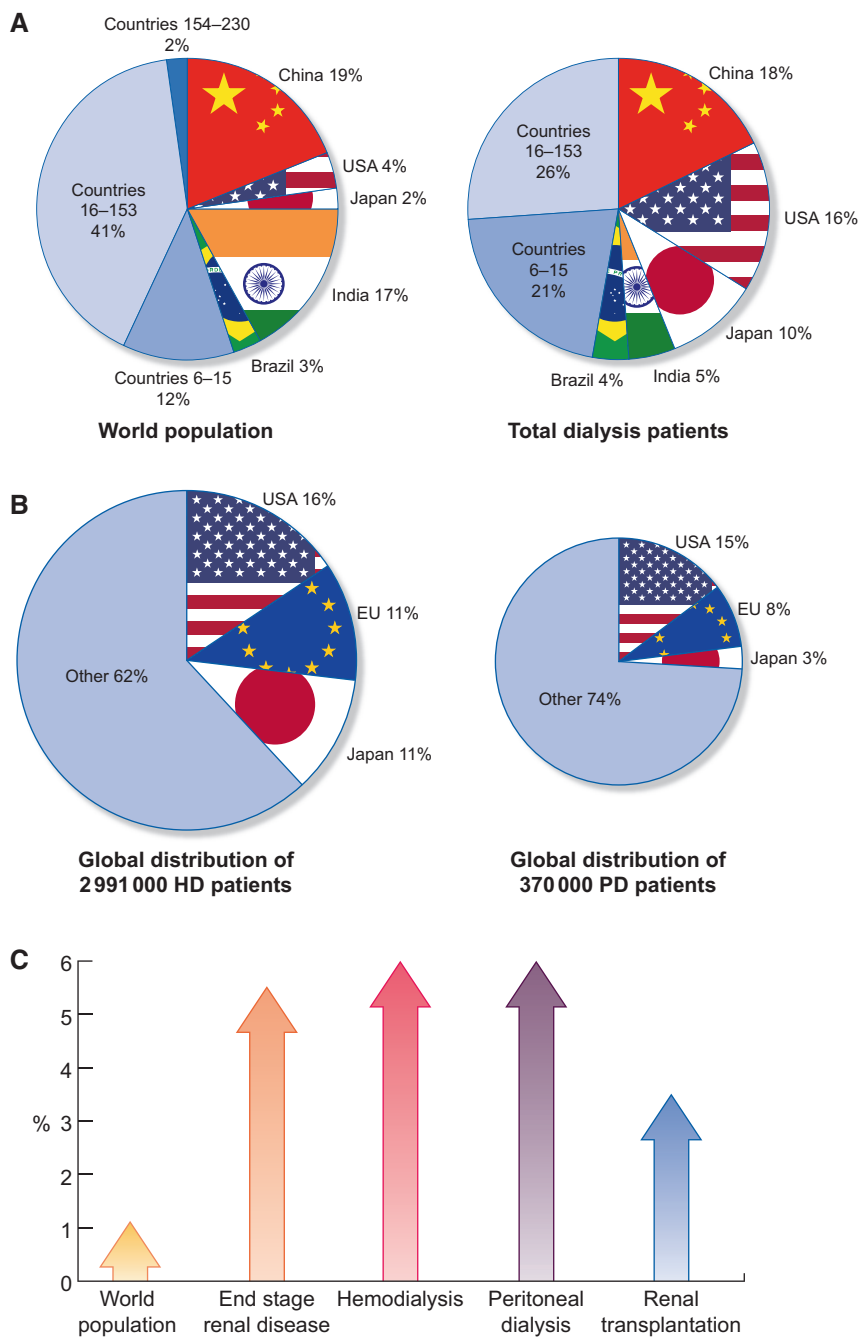 A
Countries 154–230
2%
China 19%
USA 4%
Japan 2%
Countries
16–153
41%
India 17%
Brazil 3%
Countries 6–15
12%
World population
China 18%
Countries
16–153
26%
USA 16%
Countries
6–15
21%
Japan 10%
Brazil 4%
India 5%
Total dialysis patients
B
USA 16%
EU 11%
Other 62%
Japan 11%
Global distribution of
2 991 000 HD patients
USA 15%
EU 8%
Japan 3%
Other 74%
Global distribution of
370 000 PD patients
C
6
5
4
% 3
2
1
0
World
population
End stage
renal disease
Hemodialysis
Peritoneal
dialysis
Renal
transplantation